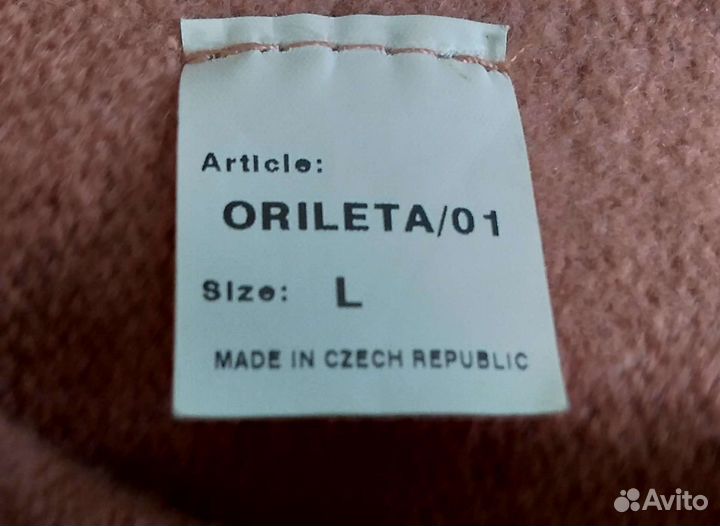 Article:
ORILETA/01
Size: L
MADE IN CZECH REPUBLIC
Avito